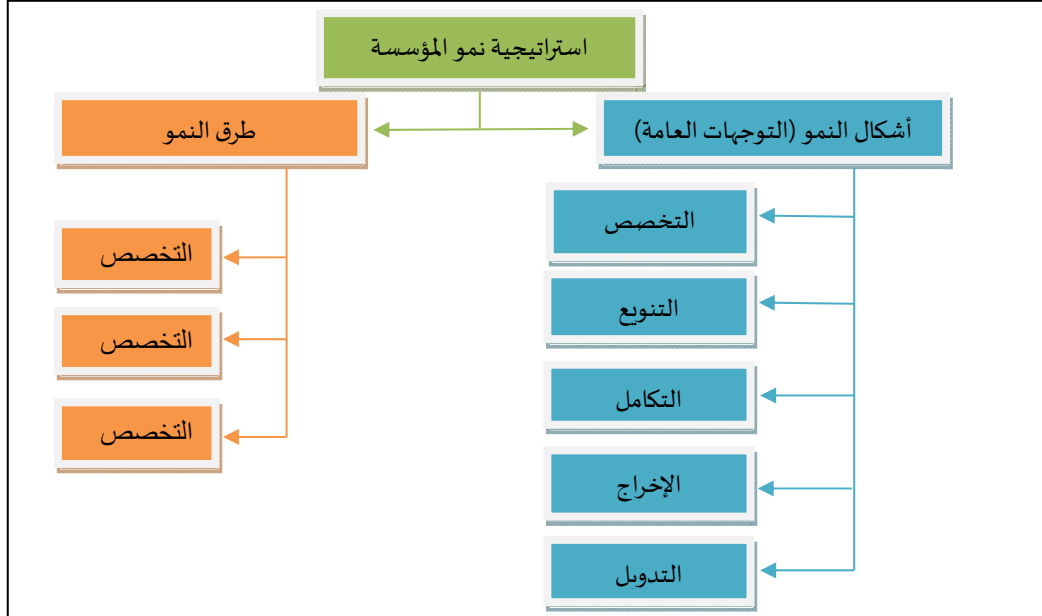 استراتيجية نمو المؤسسة
أشكال النمو (التوجهات العامة)
طرق النمو
التخصص
التنويع
التكامل
الإخراج
التدويل
التخصص
التخصص
التخصص